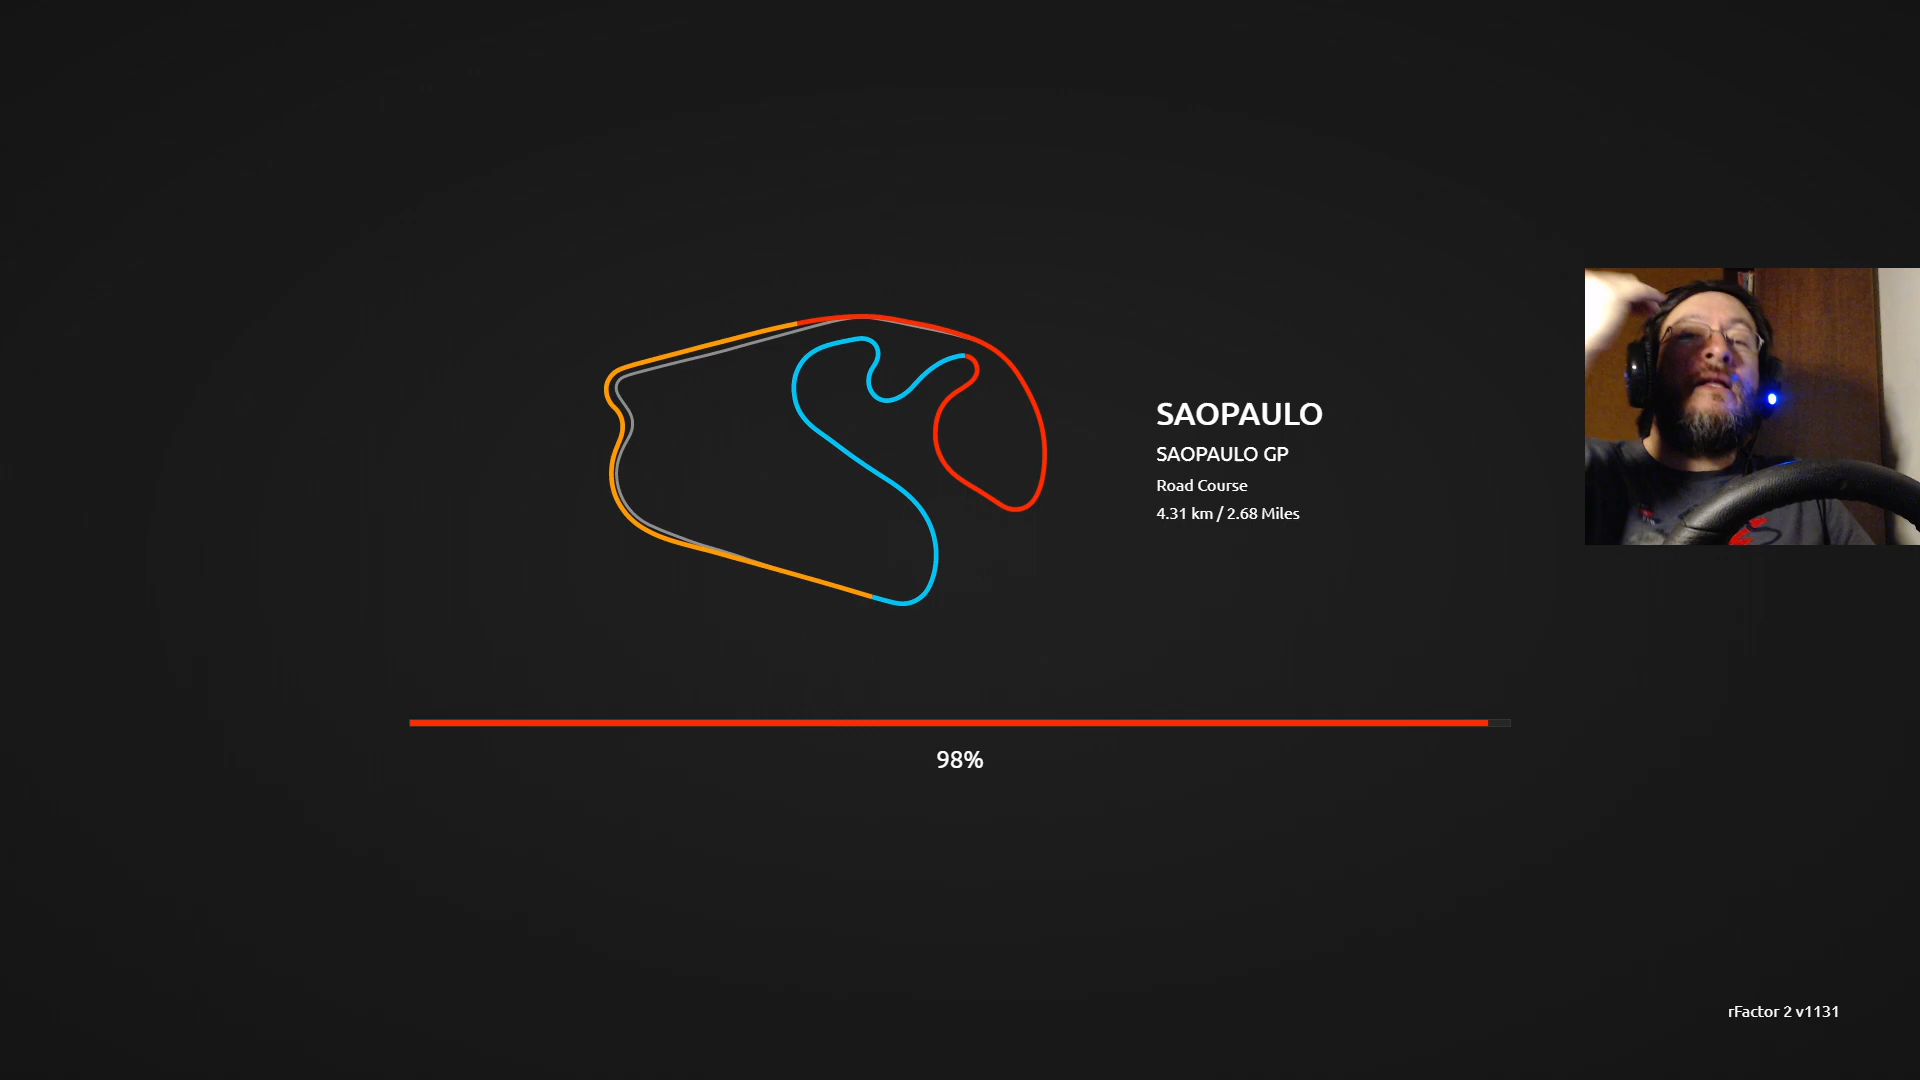 SAOPAULO
SAOPAULO GP
Road Course
4.31 km / 2.68 Miles
98%
rFactor 2 v1131